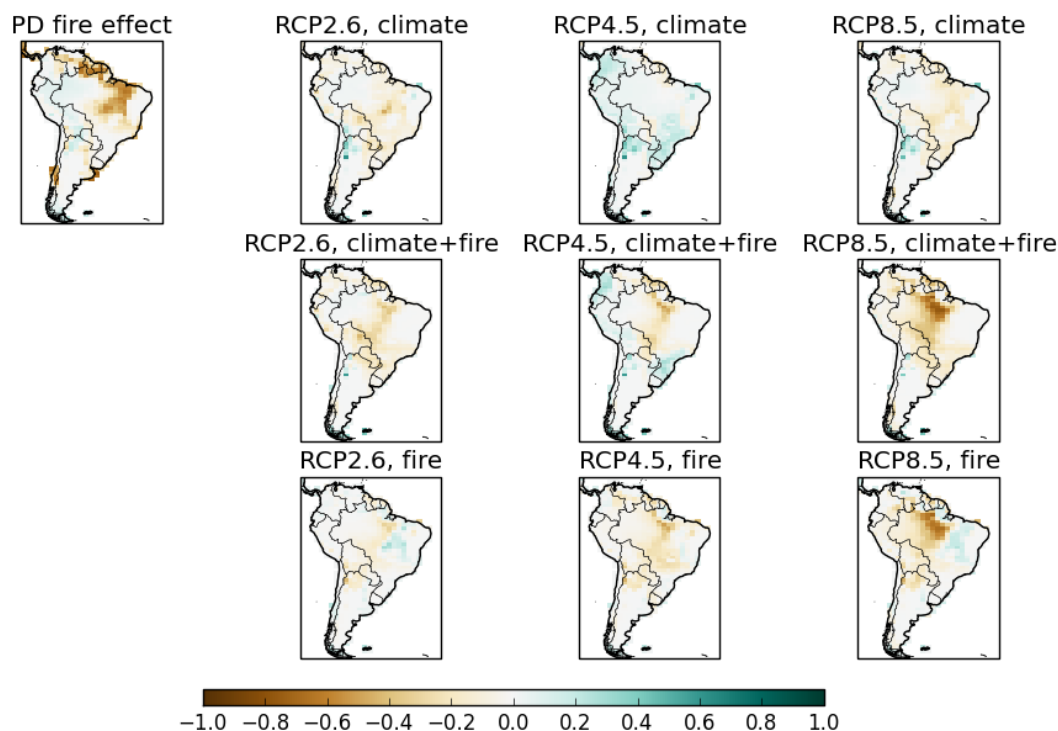 PD fire effect
RCP2.6, climate
RCP4.5, climate
RCP8.5, climate
RCP2.6, climate+fire
RCP4.5, climate+fire
RCP8.5, climate+fire
RCP2.6, fire
RCP4.5, fire
RCP8.5, fire
−1.0 −0.8 −0.6 −0.4 −0.2 0.0 0.2 0.4 0.6 0.8 1.0